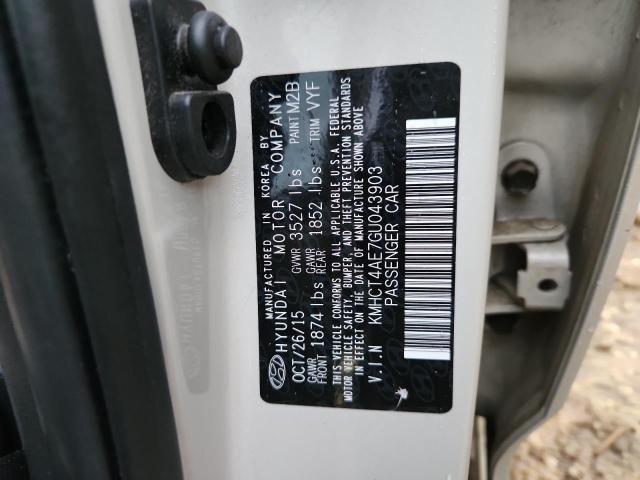 MANUFACTURED IN KOREA BY
HYUNDAI MOTOR COMPANY
OCT/26/15 GVWR 3527 lbs PAINT M2B
GAWR FRONT 1874 lbs GAWR REAR 1852 lbs TRIM VYF
THIS VEHICLE CONFORMS TO ALL APPLICABLE U.S.A. FEDERAL
MOTOR VEHICLE SAFETY, BUMPER, AND THEFT PREVENTION STANDARDS
IN EFFECT ON THE DATE OF MANUFACTURE SHOWN ABOVE
V.I.N KMHCT4AE7GU043903
PASSENGER CAR